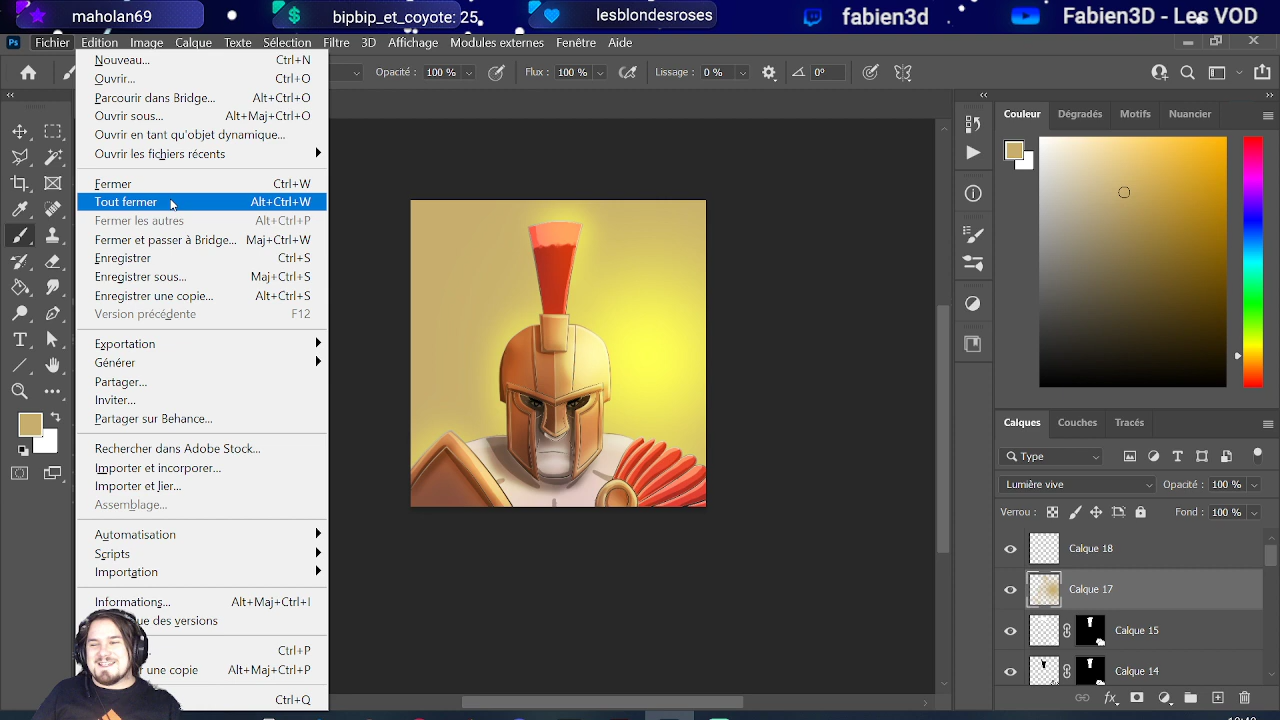 maholan69
bipbip_et_coyote: 25
lesblondesroses
fabien3d
Fabien3D - Les VOD
Ps Fichier Edition Image Calque Texte Sélection Filtre 3D Affichage Modules externes Fenêtre Aide
Opacité : 100 % Flux : 100 % Lissage : 0 % 0°
Nouveau... Ctrl+N
Ouvrir... Ctrl+O
Parcourir dans Bridge... Alt+Ctrl+O
Ouvrir sous... Alt+Maj+Ctrl+O
Ouvrir en tant qu'objet dynamique...
Ouvrir les fichiers récents
Fermer Ctrl+W
Tout fermer Alt+Ctrl+W
Fermer les autres Alt+Ctrl+P
Fermer et passer à Bridge... Maj+Ctrl+W
Enregistrer Ctrl+S
Enregistrer sous... Maj+Ctrl+S
Enregistrer une copie... Alt+Ctrl+S
Version précédente F12
Exportation
Générer
Partager...
Inviter...
Partager sur Behance...
Rechercher dans Adobe Stock...
Importer et incorporer...
Importer et lier...
Assemblage...
Automatisation
Scripts
Importation
Informations... Alt+Maj+Ctrl+I
que des versions
Ctrl+P
er une copie Alt+Maj+Ctrl+P
Ctrl+Q
Couleur Dégradés Motifs Nuancier
Calques Couches Tracés
Type
Lumière vive Opacité : 100 %
Verrou : Fond : 100 %
Calque 18
Calque 17
Calque 15
Calque 14